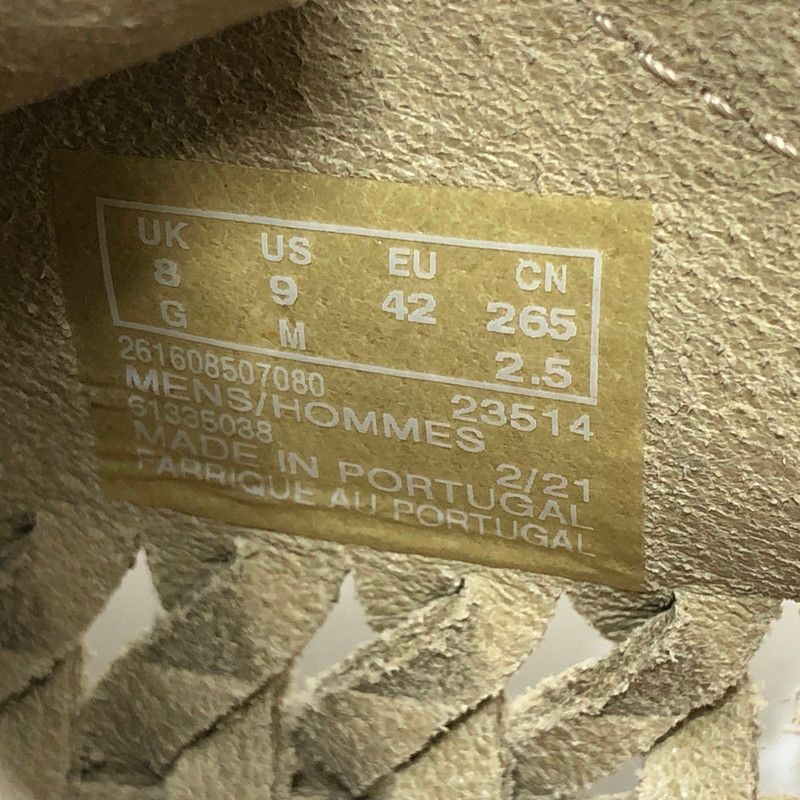 UK US EU CN
8 9 42 265
G M 2.5
261608507080 23514
MENS/HOMMES
61335038 2/21
MADE IN PORTUGAL
FABRIQUE AU PORTUGAL